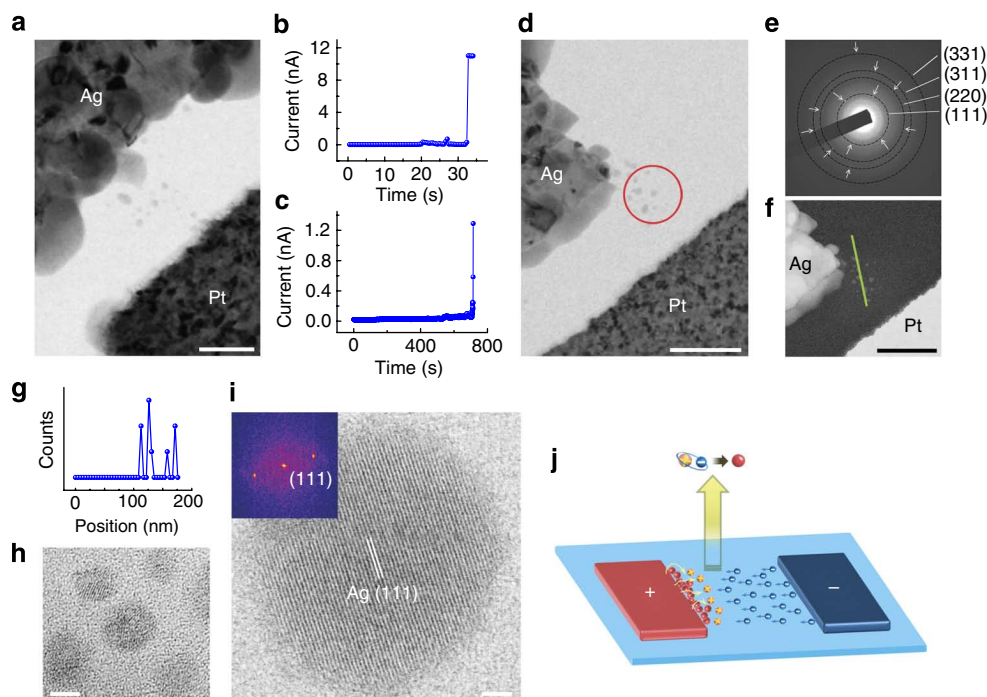 a
Ag
Pt
b
Current (nA)
12
8
4
0
0 10 20 30
Time (s)
c
Current (nA)
1.2
0.8
0.4
0.0
0 400 800
Time (s)
d
Ag
Pt
e
(331)
(311)
(220)
(111)
f
Ag
Pt
g
Counts
0 100 200
Position (nm)
h
i
(111)
Ag (111)
j
+
−